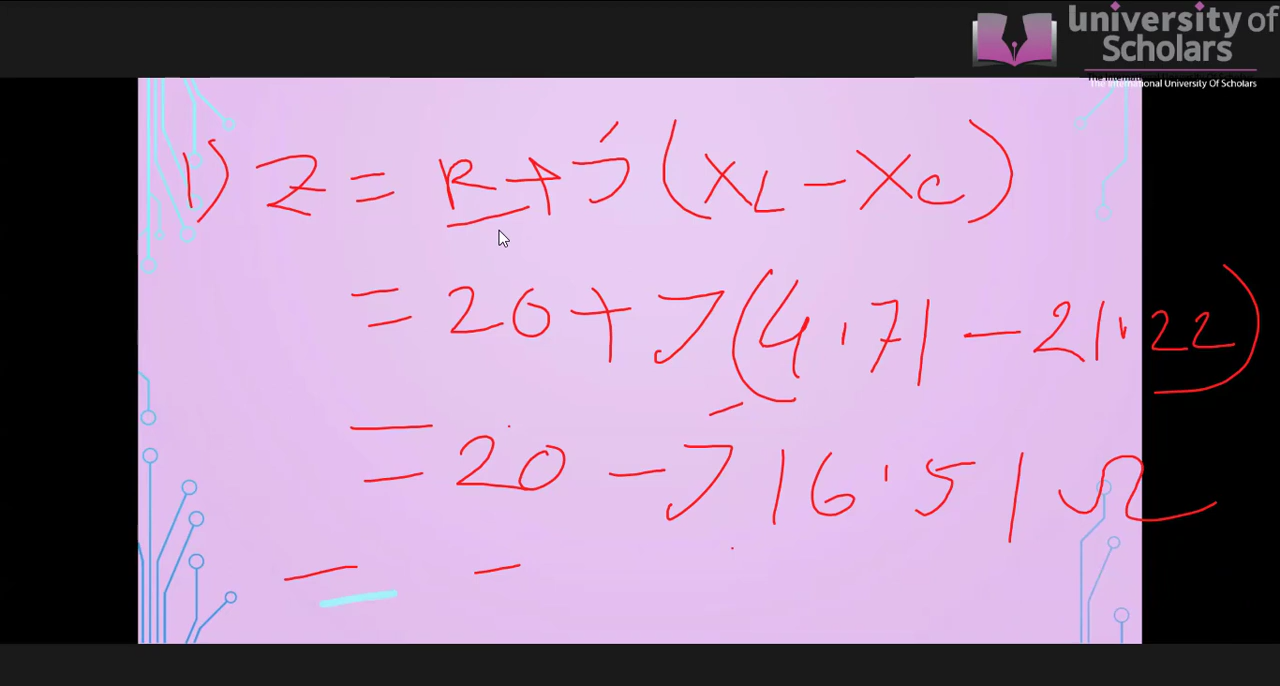 university of
Scholars
The International University Of Scholars
1) Z = R + j (XL - XC)
= 20 + J (4.71 - 21.22)
= 20 - J 16.51 Ω